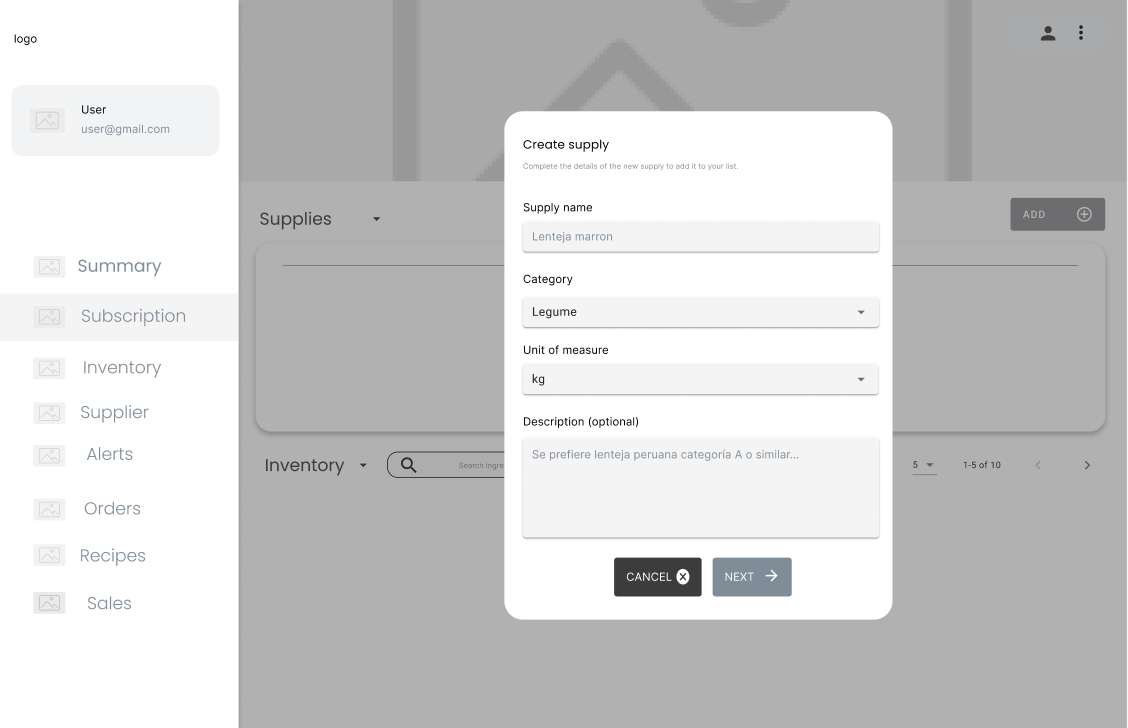 logo
User
user@gmail.com
Summary
Subscription
Inventory
Supplier
Alerts
Orders
Recipes
Sales
Supplies
ADD
Inventory
Search ingre
5
1-5 of 10
Create supply
Complete the details of the new supply to add it to your list.
Supply name
Lenteja marron
Category
Legume
Unit of measure
kg
Description (optional)
Se prefiere lenteja peruana categoría A o similar...
CANCEL
NEXT